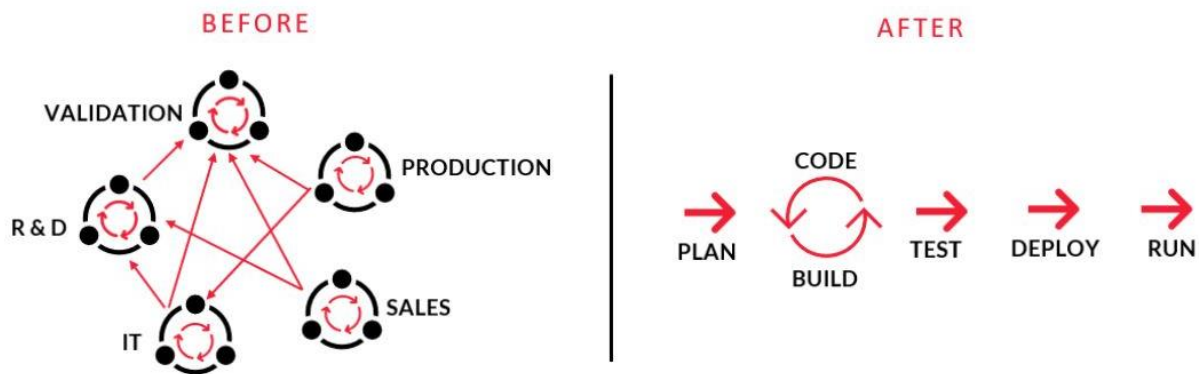 BEFORE
VALIDATION
PRODUCTION
R & D
IT
SALES
AFTER
CODE
PLAN
BUILD
TEST
DEPLOY
RUN